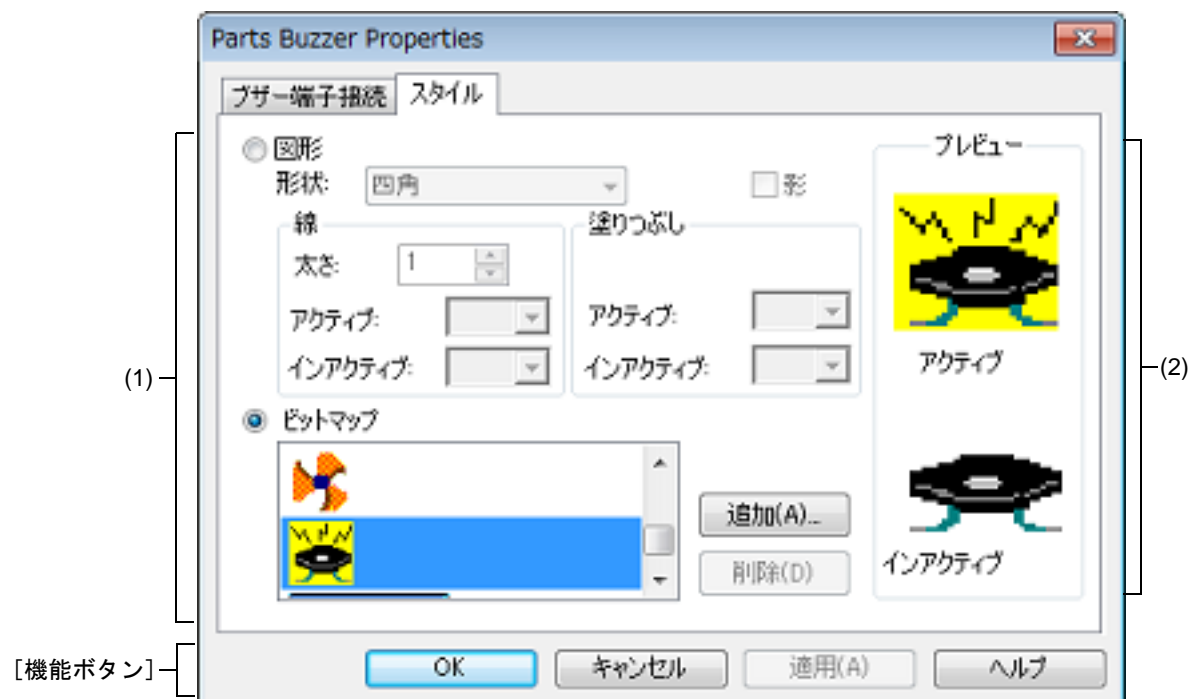 Parts Buzzer Properties
ブザー端子接続 スタイル
図形
形状: 四角 影
線
太さ: 1
アクティブ:
インアクティブ:
塗りつぶし
アクティブ:
インアクティブ:
ビットマップ
追加(A)...
削除(D)
プレビュー
アクティブ
インアクティブ
(1)
(2)
[機能ボタン]
OK キャンセル 適用(A) ヘルプ